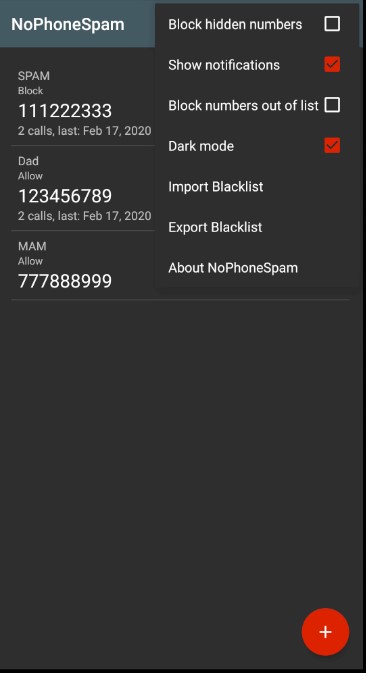 NoPhoneSpam
SPAM
Block
111222333
2 calls, last: Feb 17, 2020
Dad
Allow
123456789
2 calls, last: Feb 17, 2020
MAM
Allow
777888999
Block hidden numbers
Show notifications
Block numbers out of list
Dark mode
Import Blacklist
Export Blacklist
About NoPhoneSpam
+